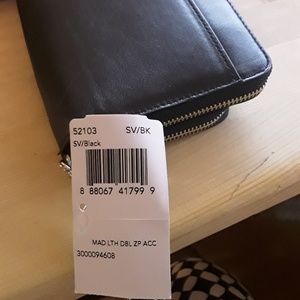 52103 SV/BK
SV/Black
8 88067 41799 9
MAD LTH DBL ZP ACC
3000094608